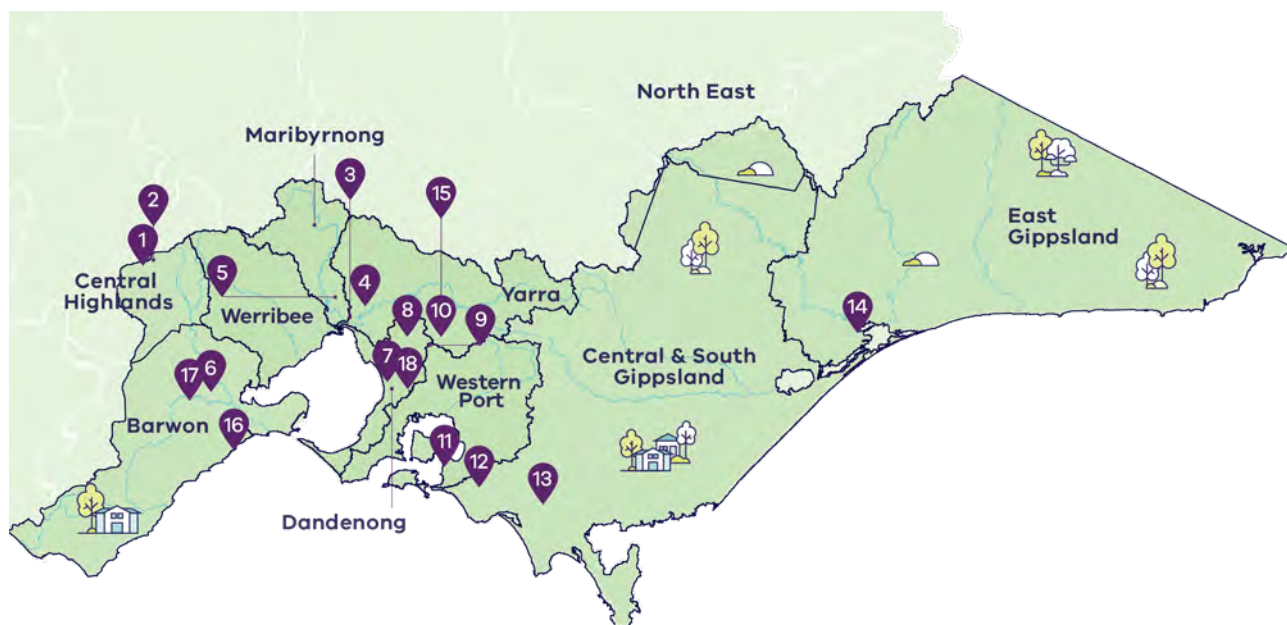 North East
Maribyrnong
3
15
2
1
East
Gippsland
Central
Highlands
5
4
Yarra
Werribee
8
10
9
14
7
18
Central & South
Gippsland
Western
Port
17
6
Barwon
16
11
12
13
Dandenong